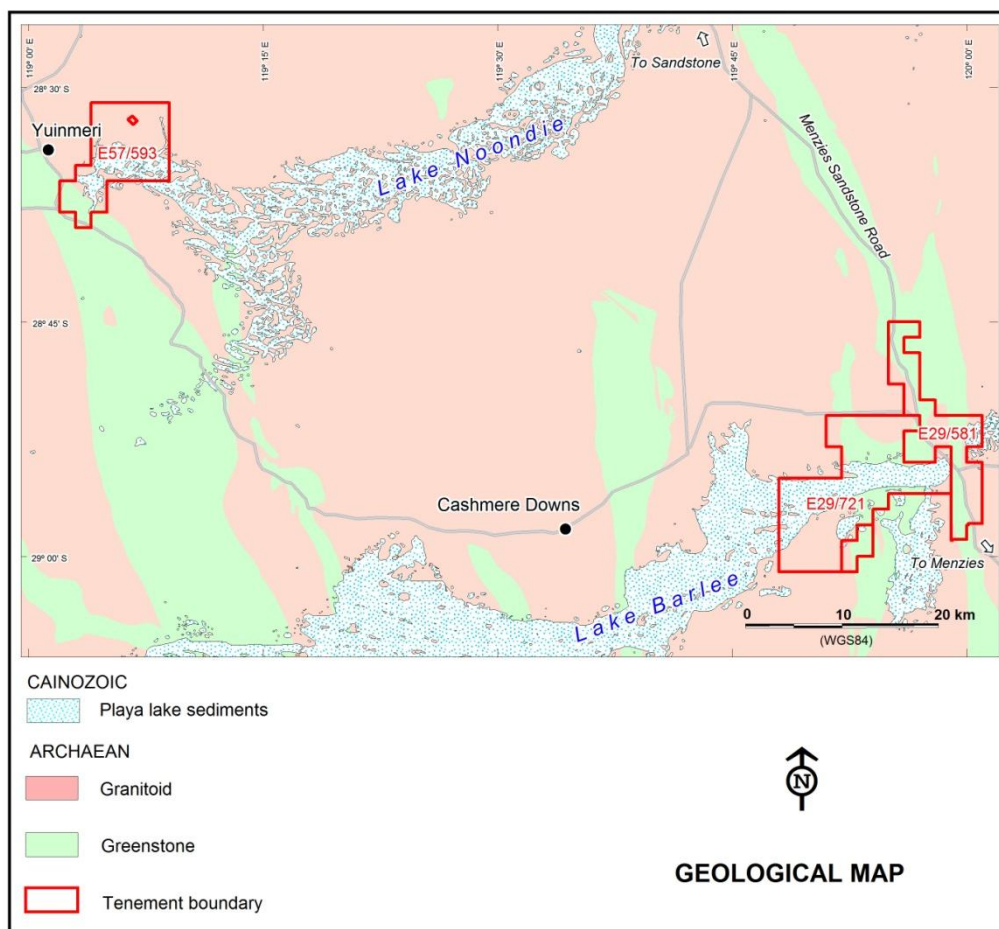 119° 00' E
119° 15' E
119° 30' E
119° 45' E
120° 00' E
28° 30' S
To Sandstone
Yuinmeri
E57/593
Lake Noondie
Menzies Sandstone Road
28° 45' S
E29/581
Cashmere Downs
E29/721
29° 00' S
To Menzies
Lake Barlee
0 10 20 km
(WGS84)
CAINOZOIC
Playa lake sediments
ARCHAEAN
Granitoid
N
Greenstone
GEOLOGICAL MAP
Tenement boundary